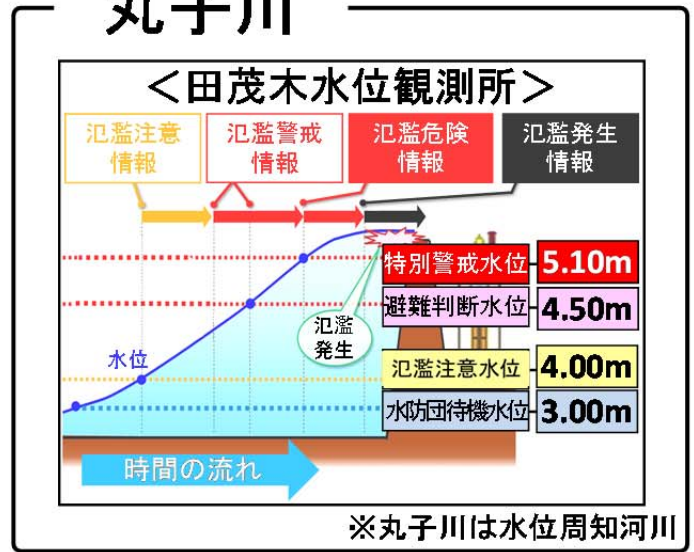 丸子川
＜田茂木水位観測所＞
氾濫注意
情報
氾濫警戒
情報
氾濫危険
情報
氾濫発生
情報
特別警戒水位
5.10m
避難判断水位
4.50m
氾濫
発生
水位
氾濫注意水位
4.00m
水防団待機水位
3.00m
時間の流れ
※丸子川は水位周知河川